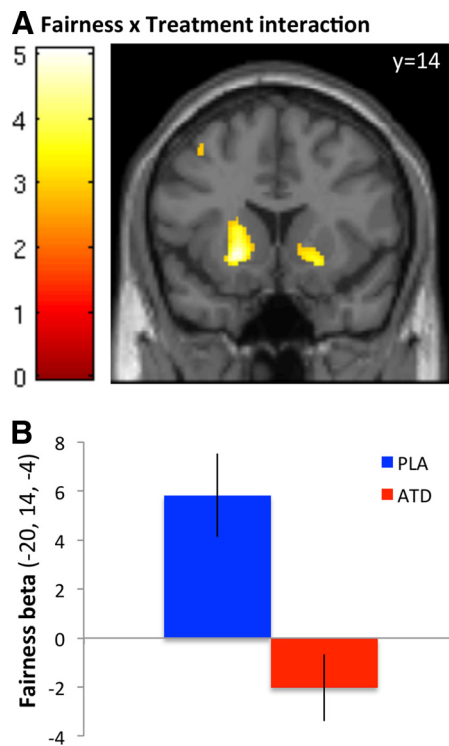 A Fairness x Treatment interaction
y=14
5
4
3
2
1
0
B
8
6
4
2
0
-2
-4
Fairness beta (-20, 14, -4)
PLA
ATD